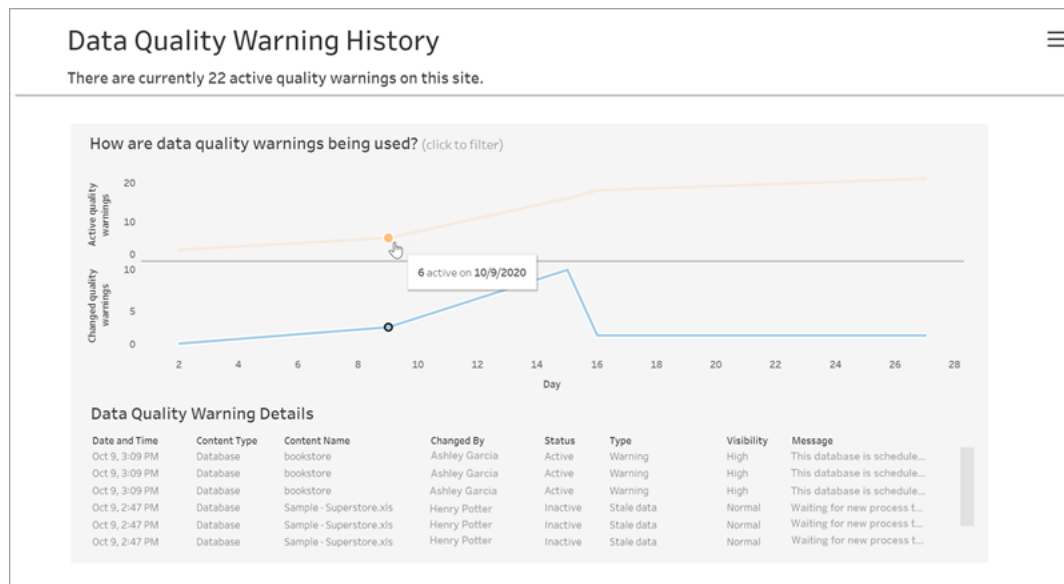 Data Quality Warning History
There are currently 22 active quality warnings on this site.
How are data quality warnings being used? (click to filter)
Active quality
warnings
20
10
0
6 active on 10/9/2020
Changed quality
warnings
10
5
0
2 4 6 8 10 12 14 16 18 20 22 24 26 28
Day
Data Quality Warning Details
Date and Time Content Type Content Name Changed By Status Type Visibility Message
Oct 9, 3:09 PM Database bookstore Ashley Garcia Active Warning High This database is schedule...
Oct 9, 3:09 PM Database bookstore Ashley Garcia Active Warning High This database is schedule...
Oct 9, 3:09 PM Database bookstore Ashley Garcia Active Warning High This database is schedule...
Oct 9, 2:47 PM Database Sample - Superstore.xls Henry Potter Inactive Stale data Normal Waiting for new process t...
Oct 9, 2:47 PM Database Sample - Superstore.xls Henry Potter Inactive Stale data Normal Waiting for new process t...
Oct 9, 2:47 PM Database Sample - Superstore.xls Henry Potter Inactive Stale data Normal Waiting for new process t...